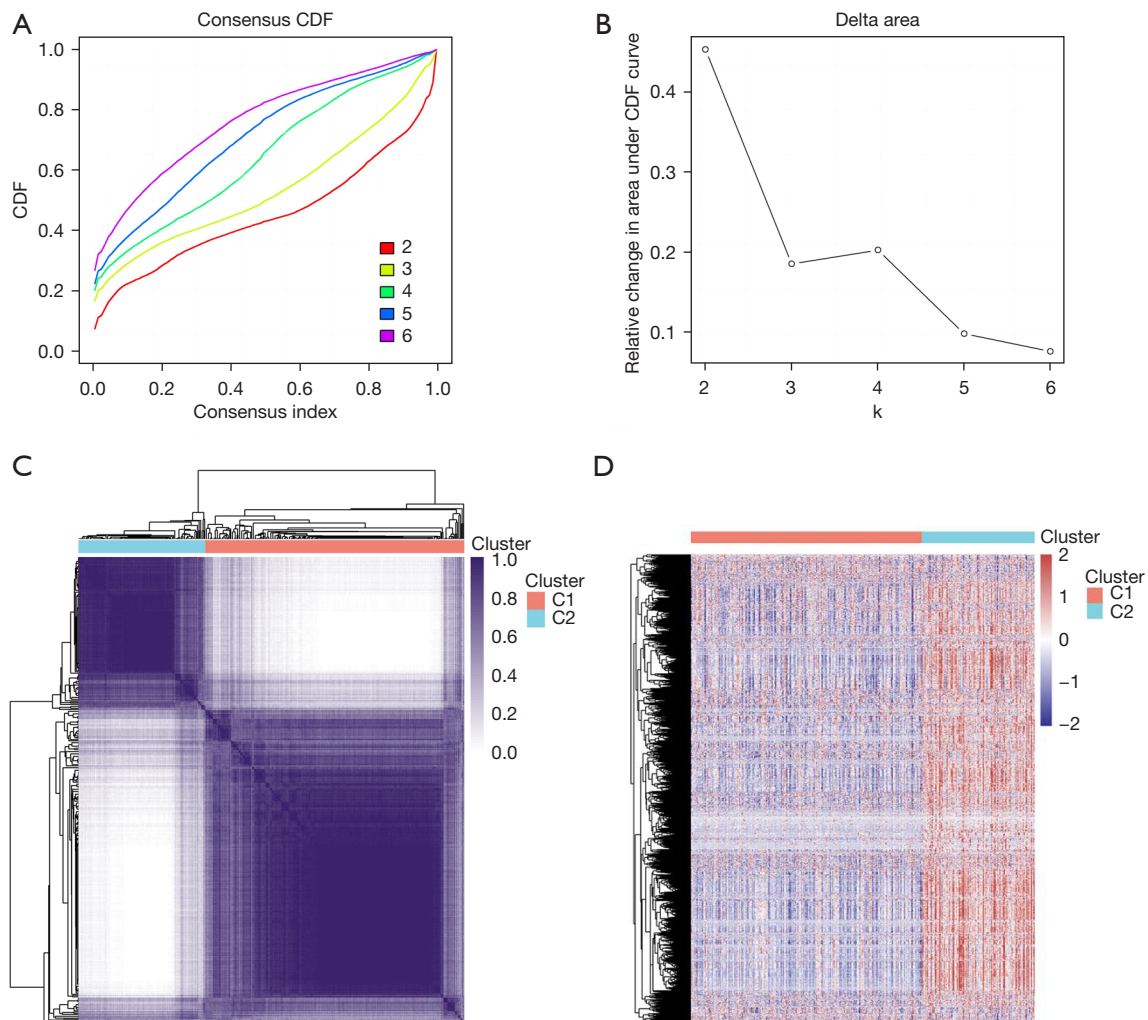 A
Consensus CDF
1.0
0.8
0.6
0.4
0.2
0.0
CDF
2
3
4
5
6
0.0 0.2 0.4 0.6 0.8 1.0
Consensus index
B
Delta area
Relative change in area under CDF curve
0.4
0.3
0.2
0.1
2 3 4 5 6
k
C
Cluster
1.0
0.8
0.6
0.4
0.2
0.0
Cluster
C1
C2
D
Cluster
2
1
0
−1
−2
Cluster
C1
C2